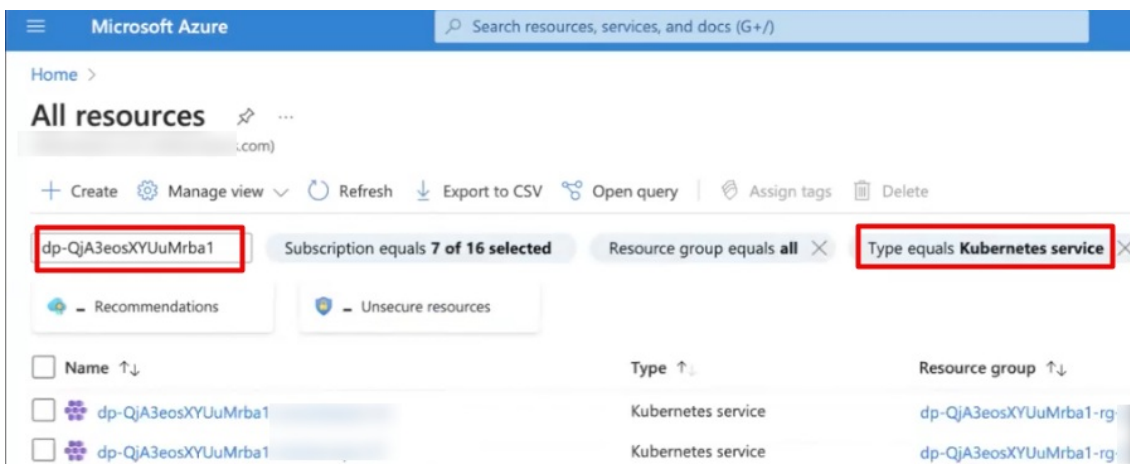 Microsoft Azure
Search resources, services, and docs (G+/)
Home >
All resources
.com)
+ Create Manage view Refresh Export to CSV Open query Assign tags Delete
dp-QjA3eosXYUuMrba1 Subscription equals 7 of 16 selected Resource group equals all Type equals Kubernetes service
Recommendations Unsecure resources
Name Type Resource group
dp-QjA3eosXYUuMrba1 Kubernetes service dp-QjA3eosXYUuMrba1-rg-
dp-QjA3eosXYUuMrba1 Kubernetes service dp-QjA3eosXYUuMrba1-rg-